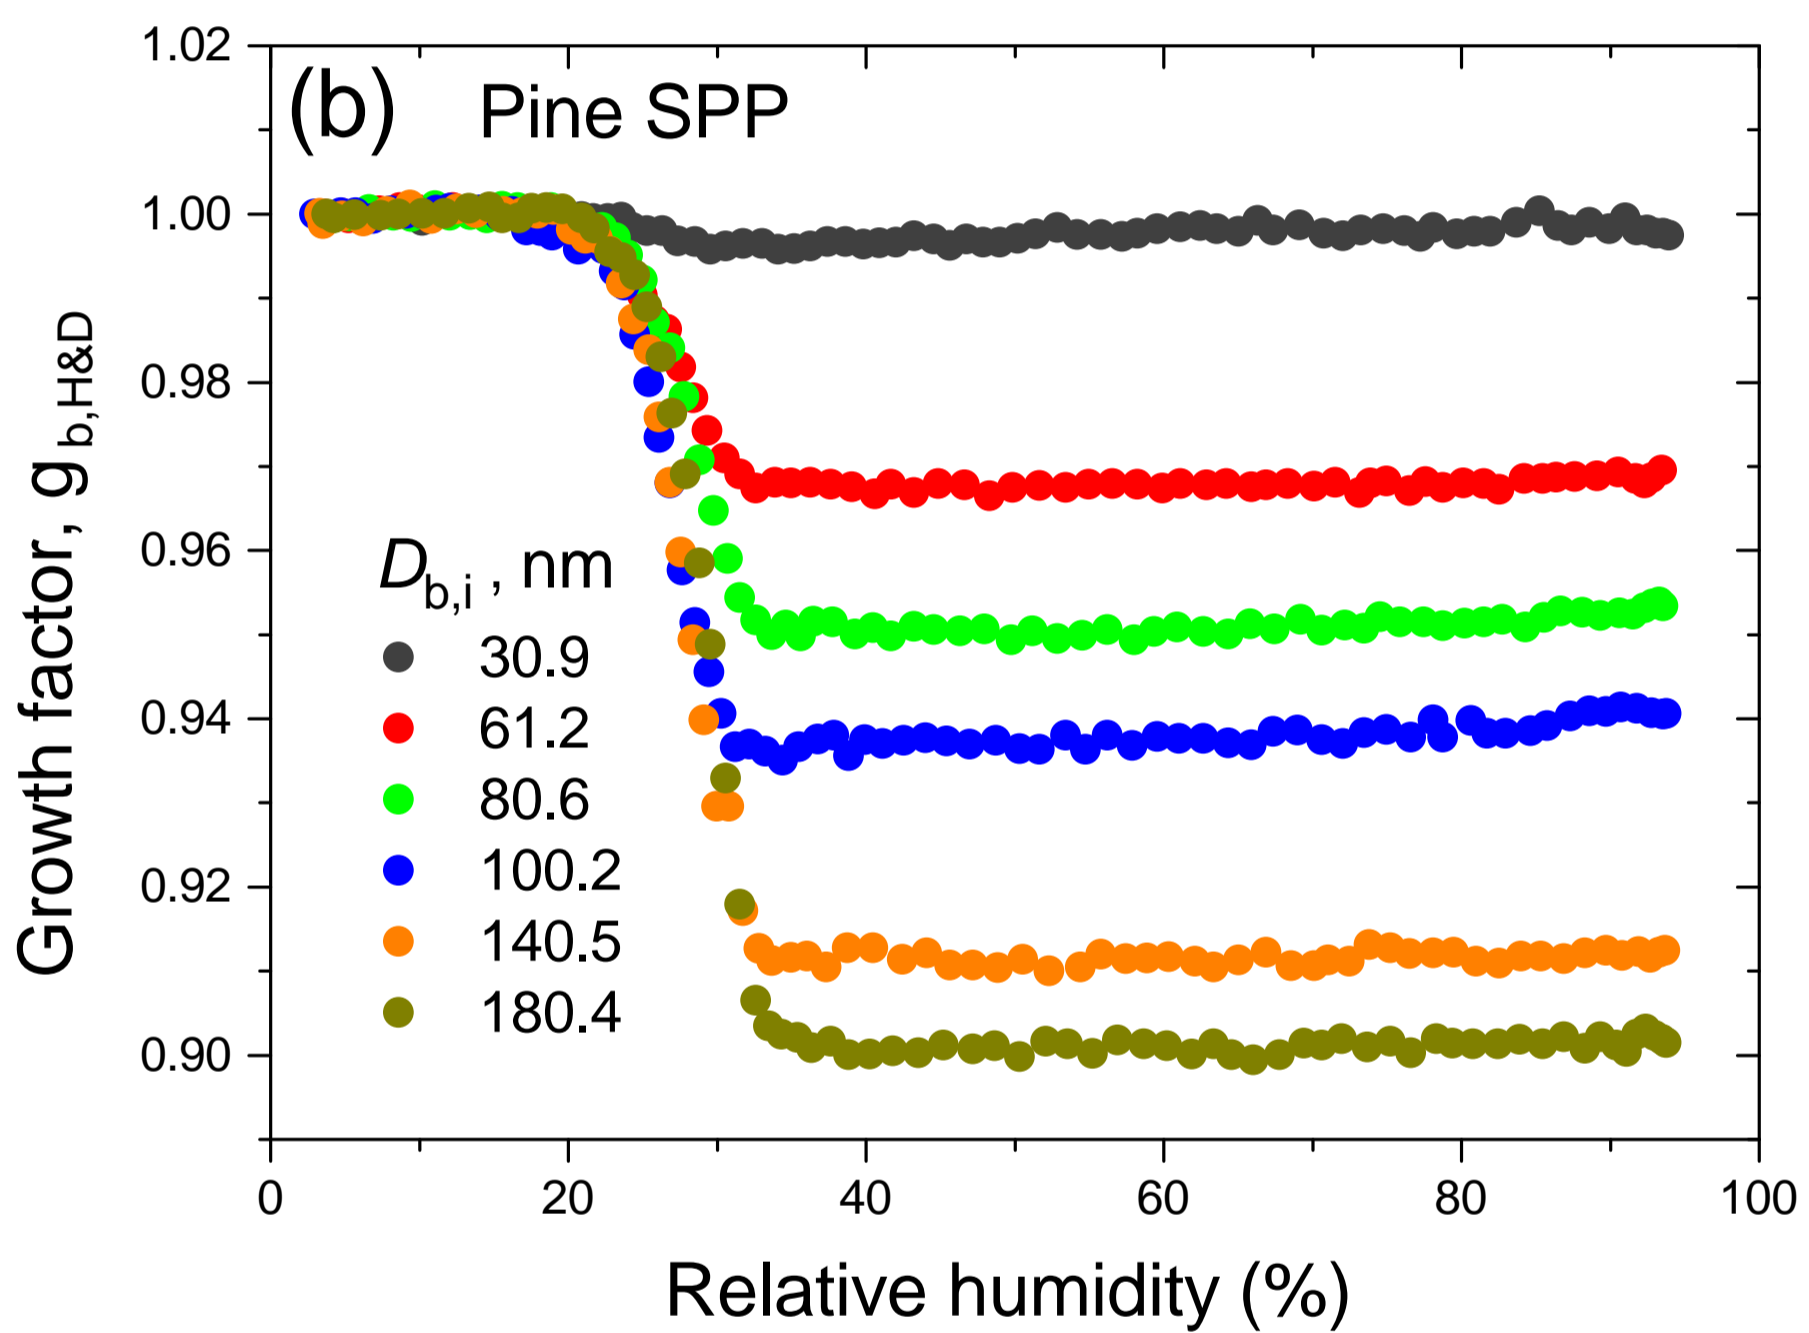 (b) Pine SPP
Growth factor, g b,H&D
1.02
1.00
0.98
0.96
0.94
0.92
0.90
D b,i , nm
30.9
61.2
80.6
100.2
140.5
180.4
0 20 40 60 80 100
Relative humidity (%)